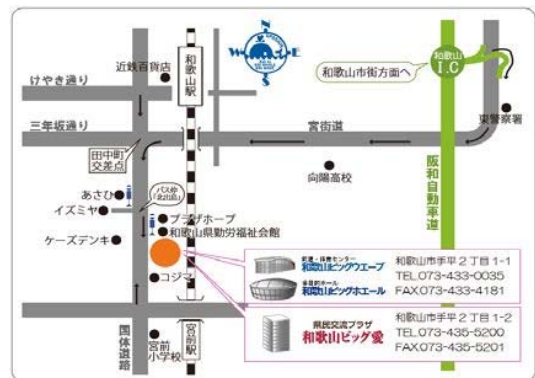 N
W
E
S
近鉄百貨店
和歌山駅
和歌山
I.C
和歌山市街方面へ
けやき通り
三年坂通り
宮街道
東警察署
田中町
交差点
向陽高校
阪和自動車道
あさひ
バス停
イズミヤ
プラザホープ
和歌山県勤労福祉会館
ケーズデンキ
コジマ
和歌山ビッグウエーブ
和歌山市手平2丁目1-1
TEL.073-433-0035
多目的ホール
和歌山ビッグホエール
FAX.073-433-4181
県民交流プラザ
和歌山ビッグ愛
和歌山市手平2丁目1-2
TEL.073-435-5200
FAX.073-435-5201
国体道路
宮前
小学校
宮前駅